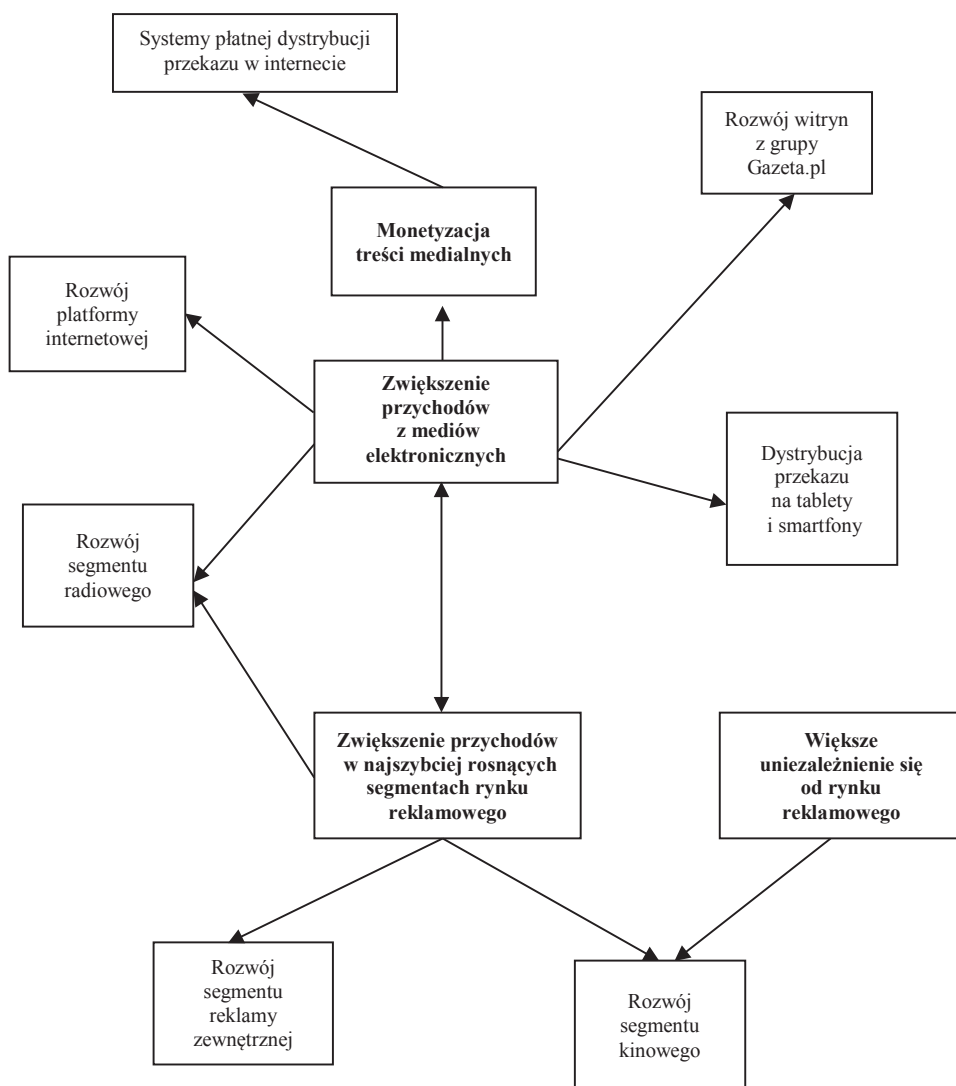 Systemy płatnej dystrybucji
przekazu w internecie
Rozwój witryn
z grupy
Gazeta.pl
Monetyzacja
treści medialnych
Rozwój
platformy
internetowej
Zwiększenie
przychodów
z mediów
elektronicznych
Dystrybucja
przekazu
na tablety
i smartfony
Rozwój
segmentu
radiowego
Zwiększenie przychodów
w najszybciej rosnących
segmentach rynku
reklamowego
Większe
uniezależnienie się
od rynku
reklamowego
Rozwój
segmentu
reklamy
zewnętrznej
Rozwój
segmentu
kinowego